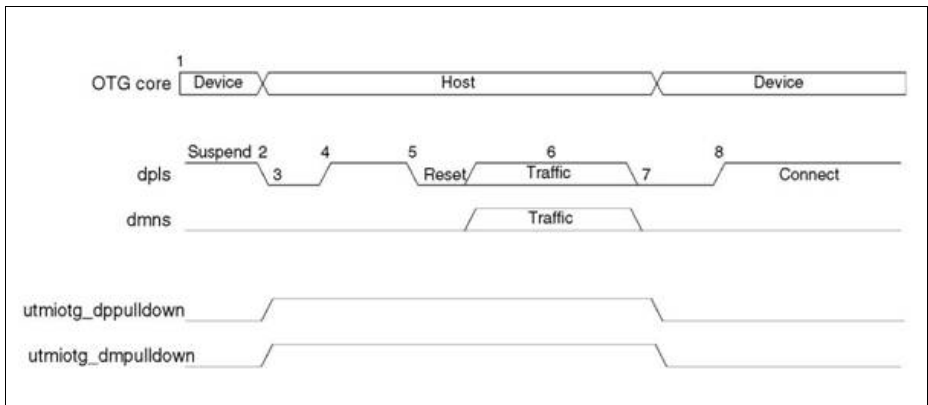 1
OTG core Device Host Device
Suspend 2 4 5 6 8
dpls 3 Reset Traffic 7 Connect
dmns Traffic
utmiotg_dppulldown
utmiotg_dmpulldown